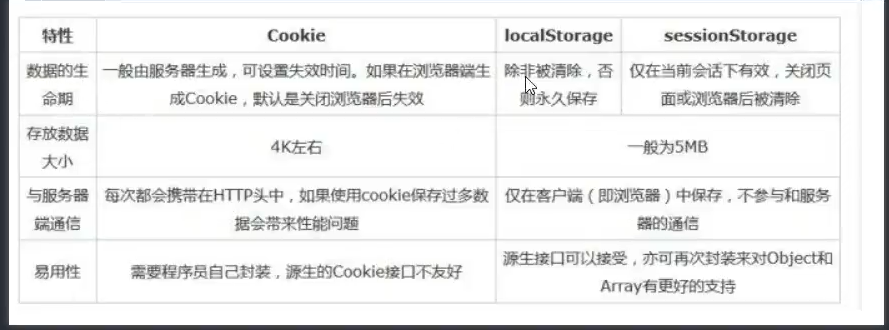 特性 Cookie localStorage sessionStorage
数据的生 一般由服务器生成，可设置失效时间。如果在浏览器端生 除非被清除，否 仅在当前会话下有效，关闭页
命期 成Cookie，默认是关闭浏览器后失效 则永久保存 面或浏览器后被清除
存放数据
大小 4K左右 一般为5MB
与服务器 每次都会携带在HTTP头中，如果使用cookie保存过多数 仅在客户端（即浏览器）中保存，不参与和服务
端通信 据会带来性能问题 器的通信
易用性 需要程序员自己封装，源生的Cookie接口不友好 源生接口可以接受，亦可再次封装来对Object和
Array有更好的支持